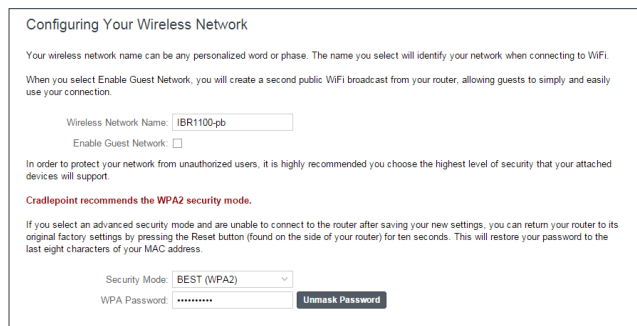 Configuring Your Wireless Network
Your wireless network name can be any personalized word or phase. The name you select will identify your network when connecting to WiFi.
When you select Enable Guest Network, you will create a second public WiFi broadcast from your router, allowing guests to simply and easily
use your connection.
Wireless Network Name: IBR1100-pb
Enable Guest Network:
In order to protect your network from unauthorized users, it is highly recommended you choose the highest level of security that your attached
devices will support.
Cradlepoint recommends the WPA2 security mode.
If you select an advanced security mode and are unable to connect to the router after saving your new settings, you can return your router to its
original factory settings by pressing the Reset button (found on the side of your router) for ten seconds. This will restore your password to the
last eight characters of your MAC address.
Security Mode: BEST (WPA2)
WPA Password: •••••••••• Unmask Password